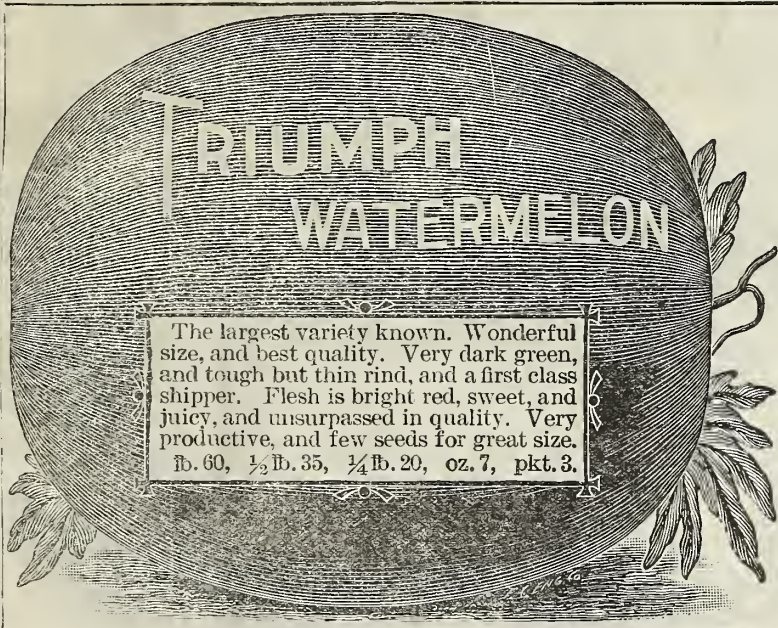 TRIUMPH
WATERMELON
The largest variety known. Wonderful
size, and best quality. Very dark green,
and tough but thin rind, and a first class
shipper. Flesh is bright red, sweet, and
juicy, and unsurpassed in quality. Very
productive, and few seeds for great size.
lb. 60, ½ lb. 35, ¼ lb. 20, oz. 7, pkt. 3.